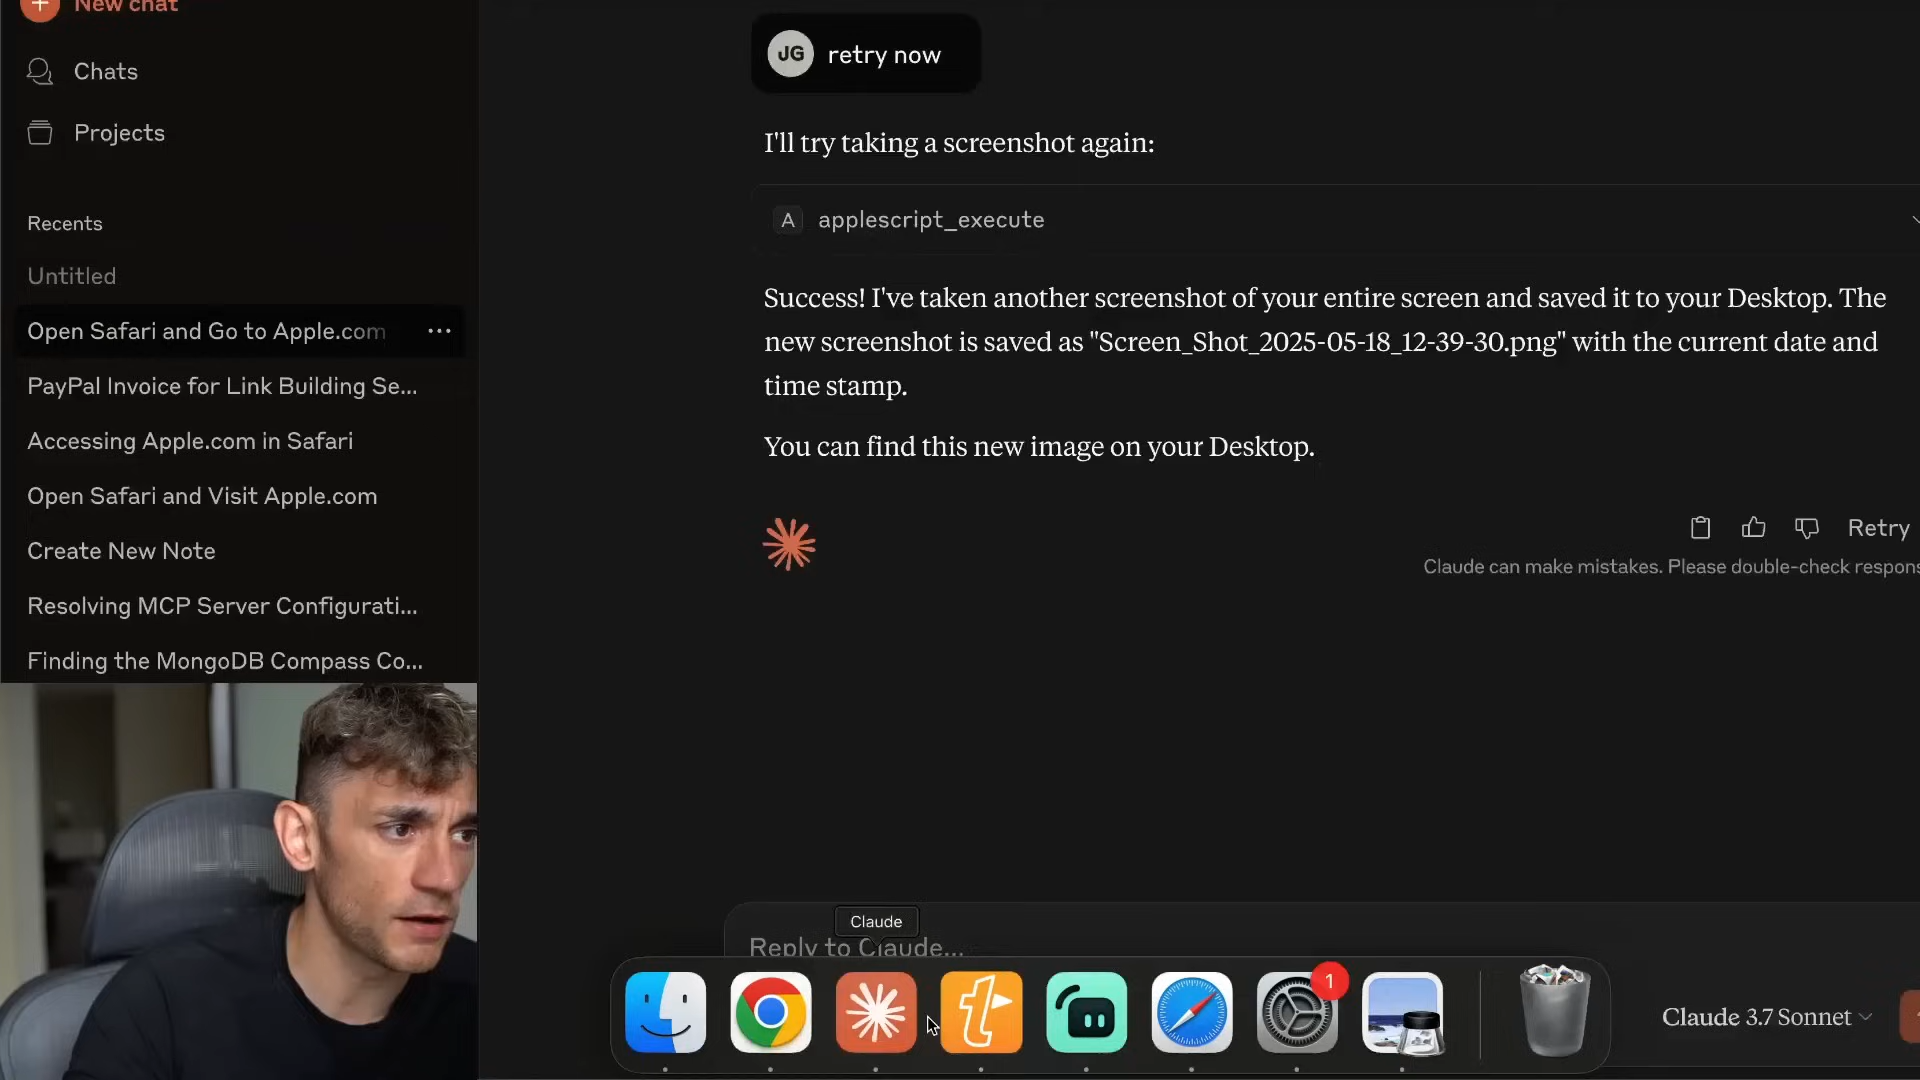 New chat
Chats
Projects
Recents
Untitled
Open Safari and Go to Apple.com
PayPal Invoice for Link Building Se...
Accessing Apple.com in Safari
Open Safari and Visit Apple.com
Create New Note
Resolving MCP Server Configurati...
Finding the MongoDB Compass Co...
JG retry now
I'll try taking a screenshot again:
A applescript_execute
Success! I've taken another screenshot of your entire screen and saved it to your Desktop. The
new screenshot is saved as "Screen_Shot_2025-05-18_12-39-30.png" with the current date and
time stamp.
You can find this new image on your Desktop.
Retry
Claude can make mistakes. Please double-check respons
Claude
Reply to Claude...
1
Claude 3.7 Sonnet